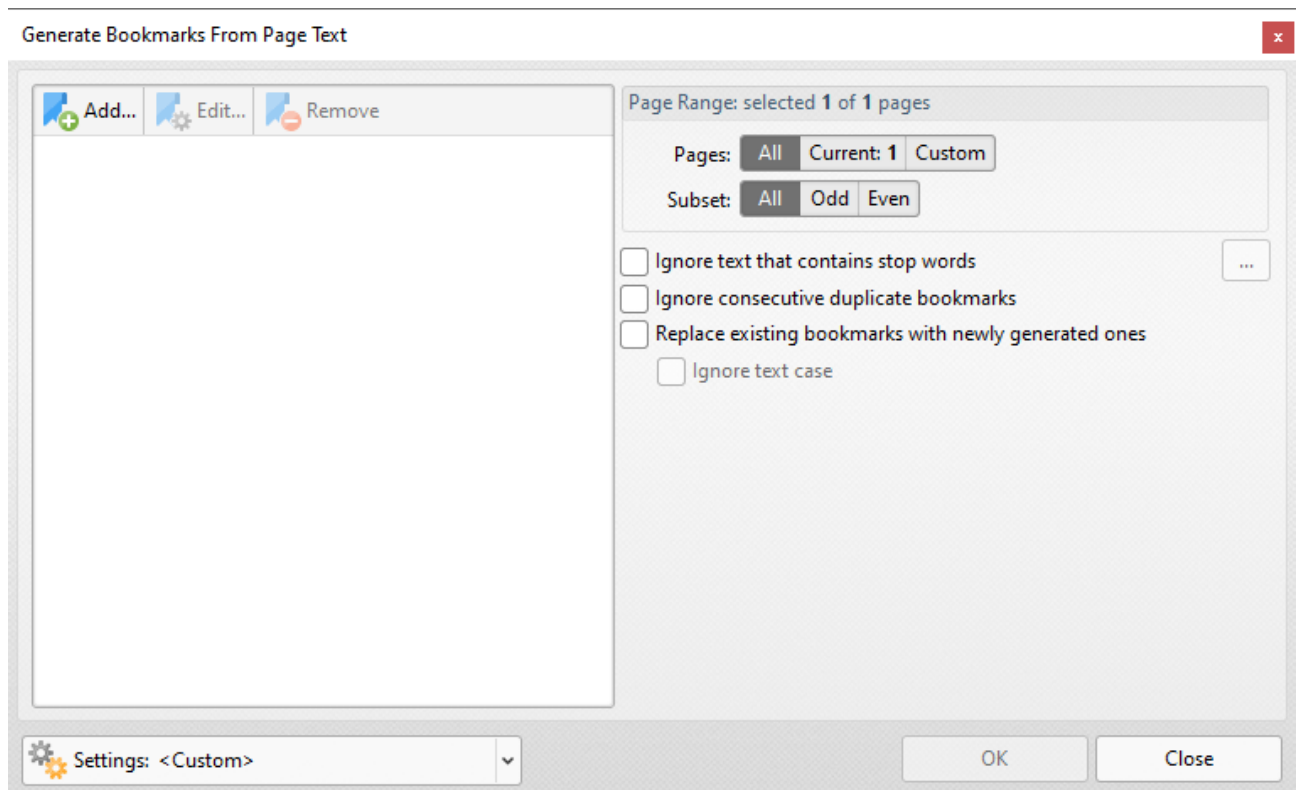 Generate Bookmarks From Page Text
x
Add... Edit... Remove
Page Range: selected 1 of 1 pages
Pages: All Current: 1 Custom
Subset: All Odd Even
Ignore text that contains stop words ...
Ignore consecutive duplicate bookmarks
Replace existing bookmarks with newly generated ones
Ignore text case
Settings: <Custom>
OK Close